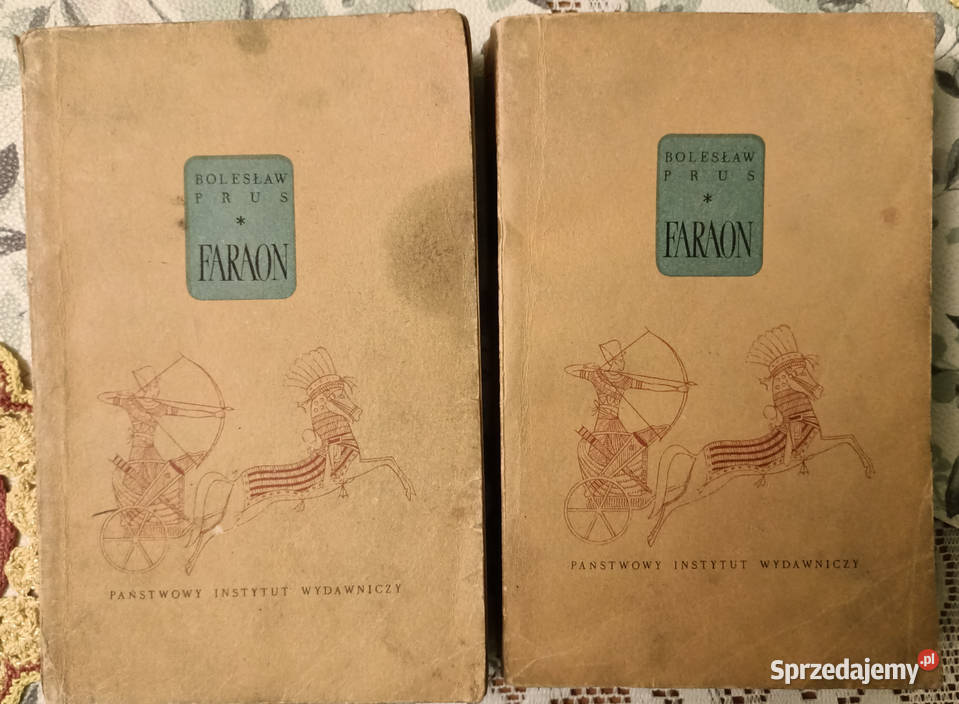 BOLESŁAW
PRUS
*
FARAON
PAŃSTWOWY INSTYTUT WYDAWNICZY
BOLESŁAW
PRUS
*
FARAON
PAŃSTWOWY INSTYTUT WYDAWNICZY
Sprzedajemy.pl